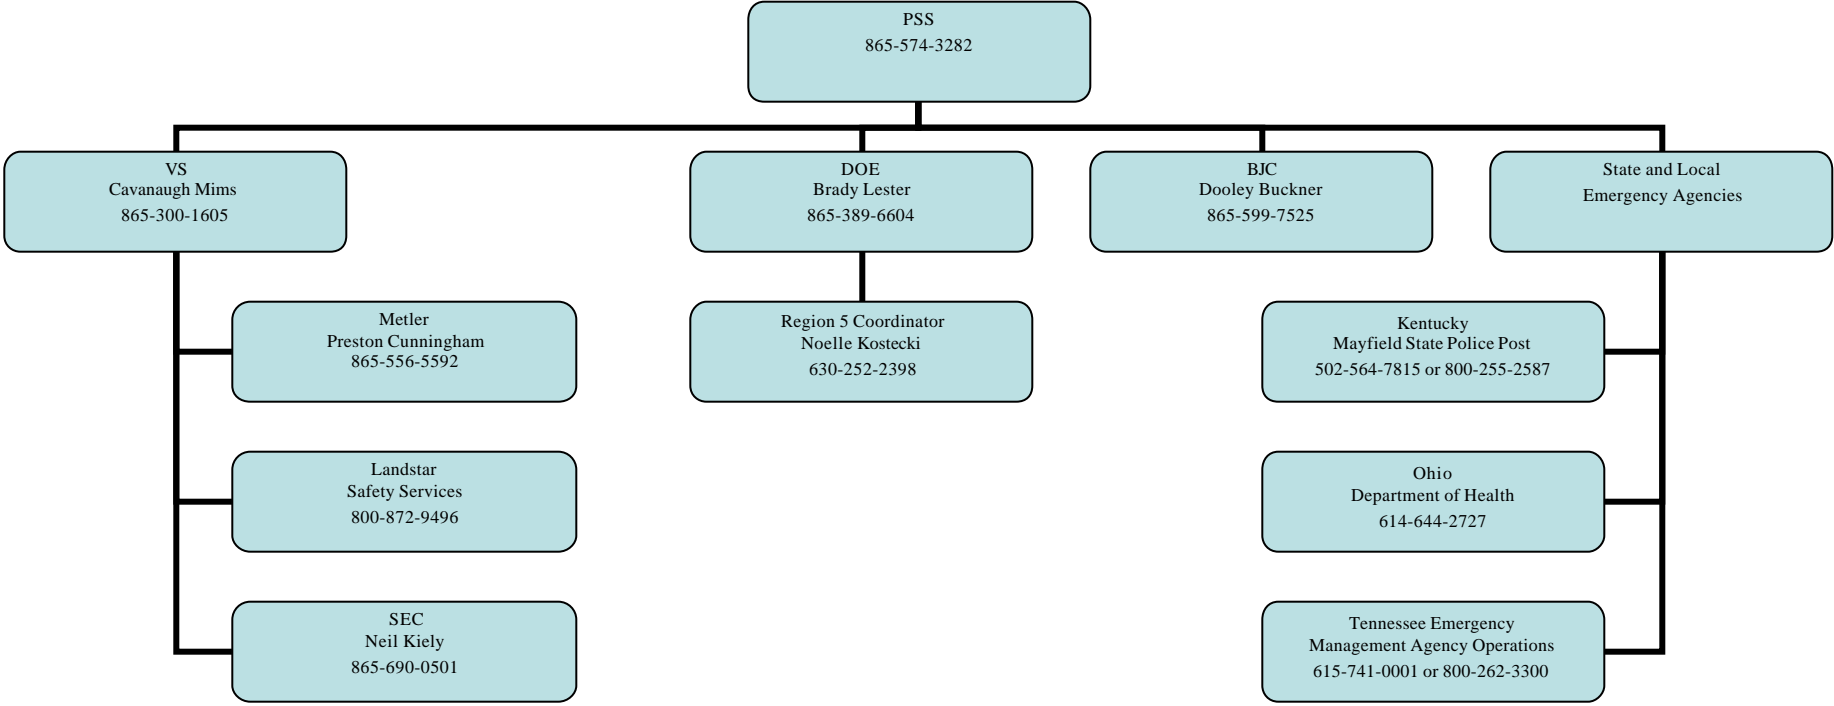 PSS
865-574-3282
VS
Cavanaugh Mims
865-300-1605
DOE
Brady Lester
865-389-6604
BJC
Dooley Buckner
865-599-7525
State and Local
Emergency Agencies
Metler
Preston Cunningham
865-556-5592
Region 5 Coordinator
Noelle Kostecki
630-252-2398
Kentucky
Mayfield State Police Post
502-564-7815 or 800-255-2587
Landstar
Safety Services
800-872-9496
Ohio
Department of Health
614-644-2727
SEC
Neil Kiely
865-690-0501
Tennessee Emergency
Management Agency Operations
615-741-0001 or 800-262-3300